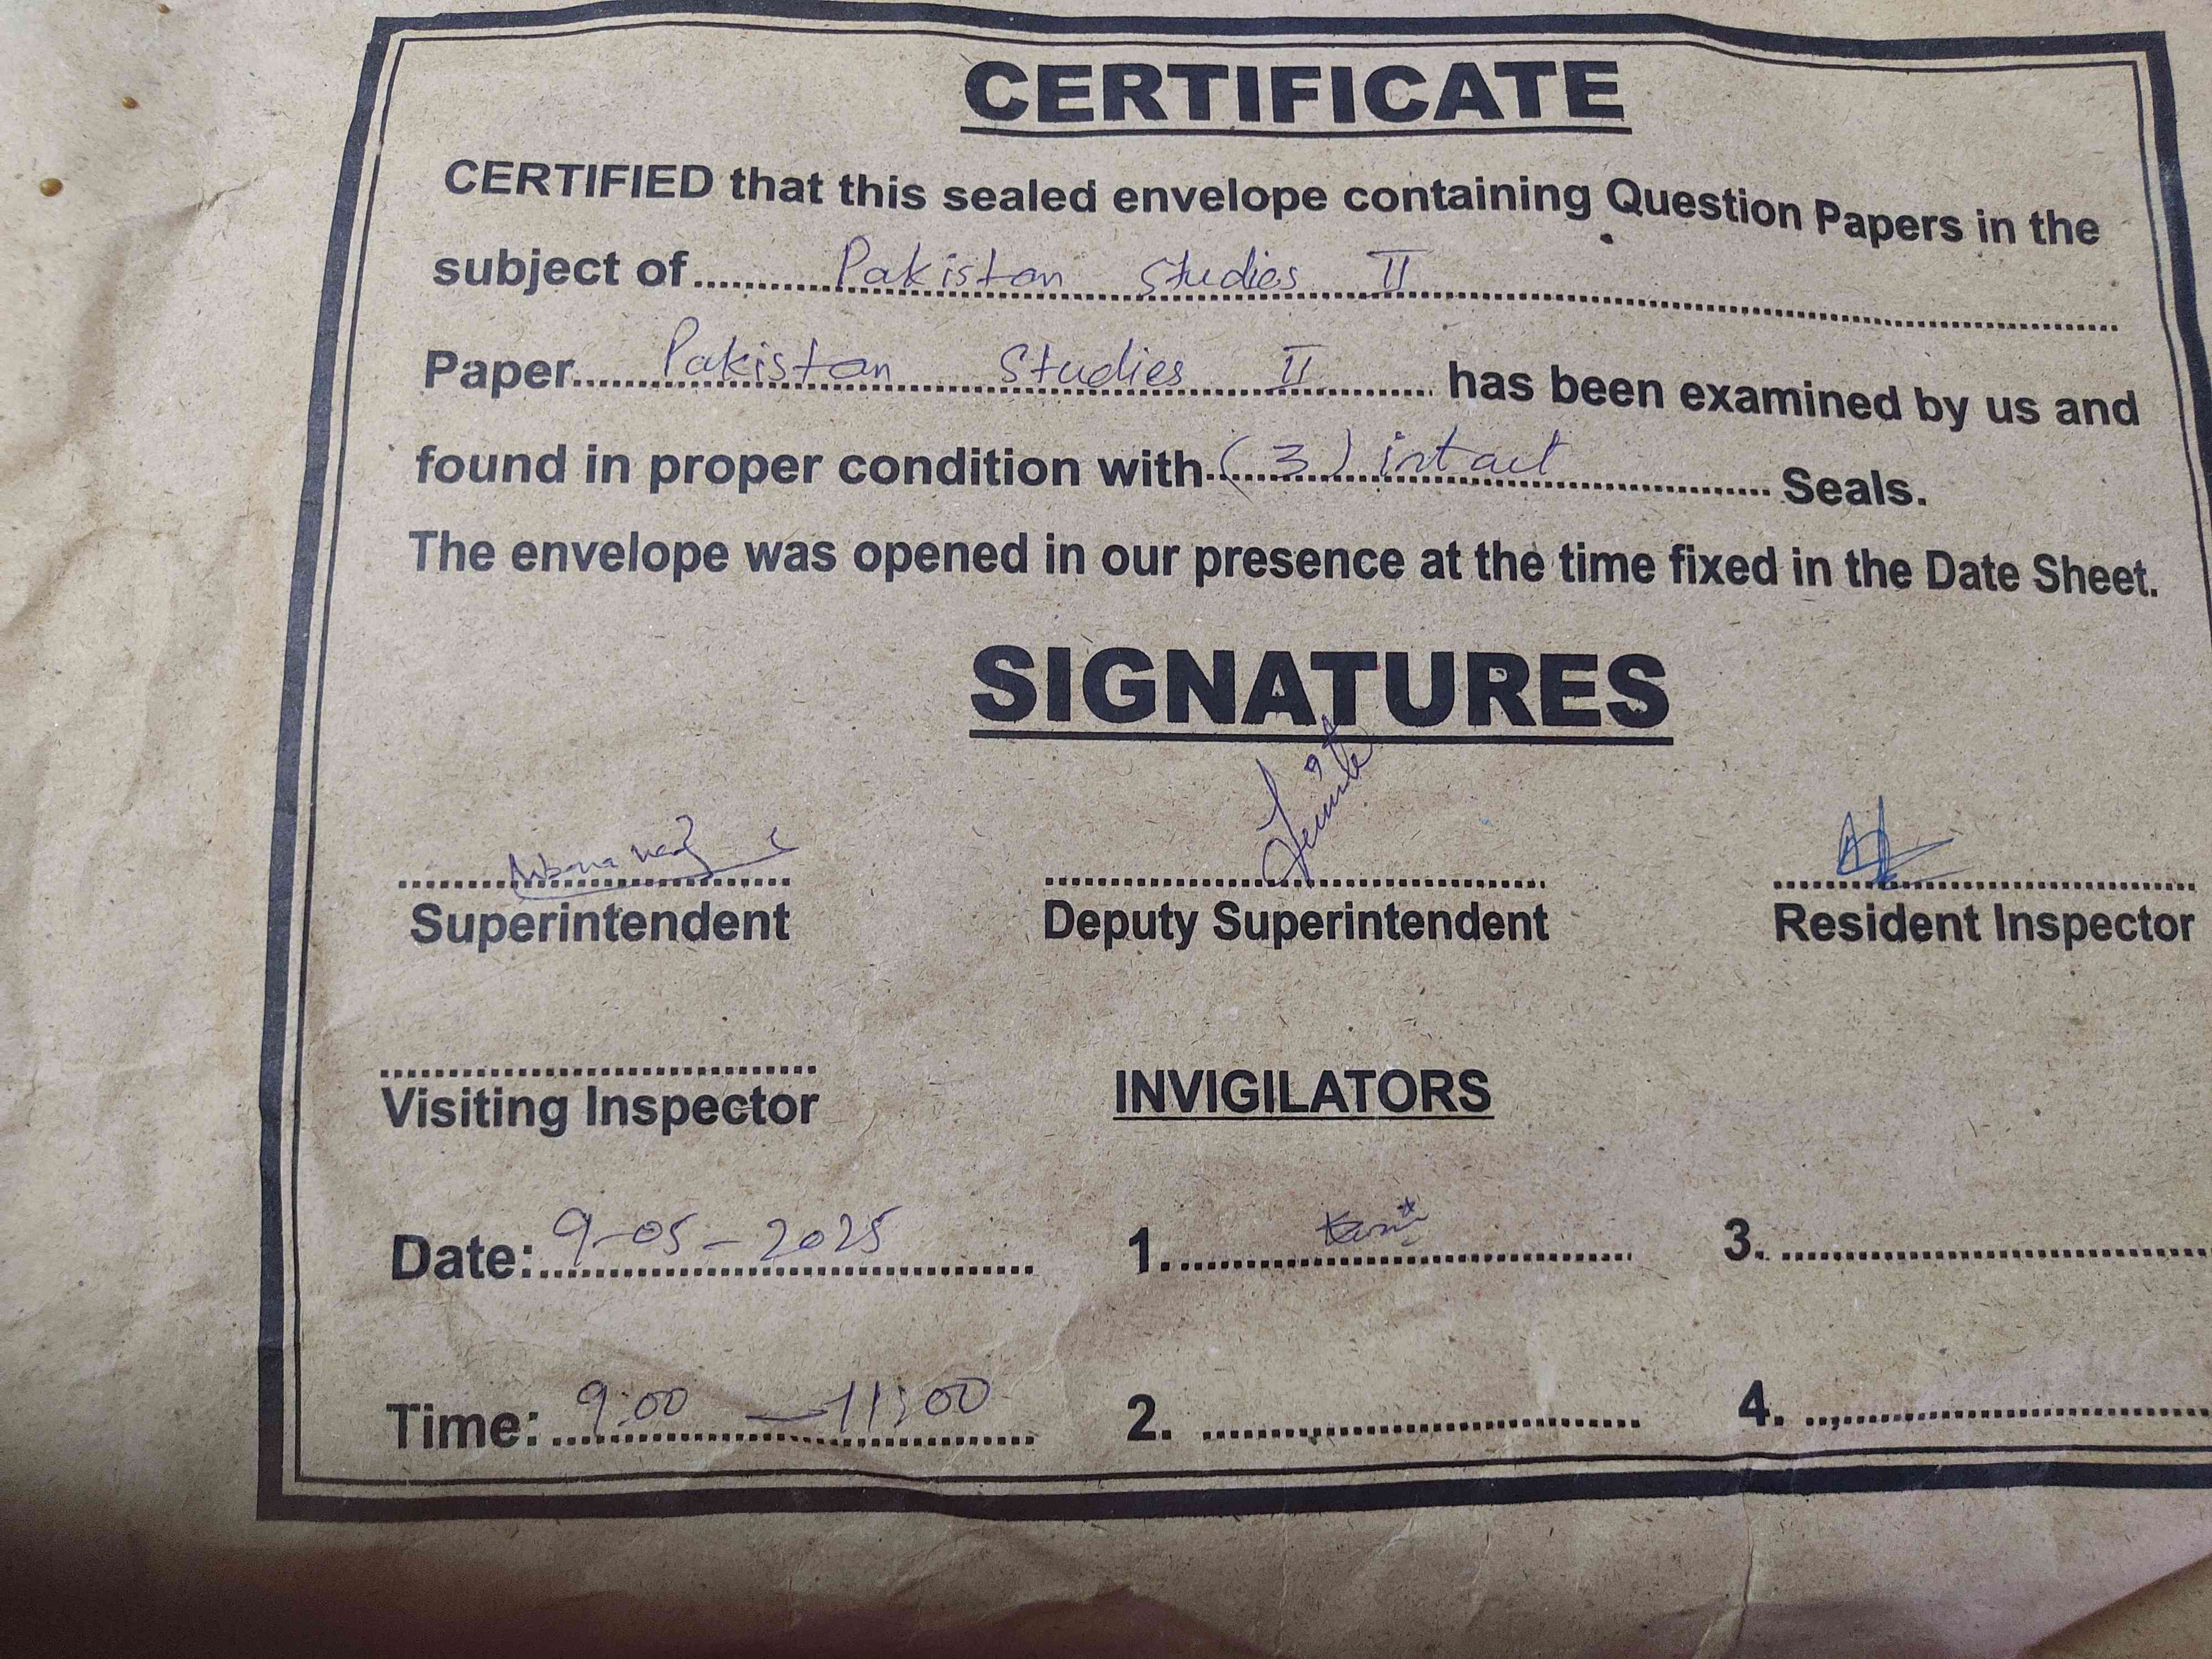 CERTIFICATE
CERTIFIED that this sealed envelope containing Question Papers in the
subject of Pakistan Studies II
Paper Pakistan Studies II has been examined by us and
found in proper condition with (3) intact Seals.
The envelope was opened in our presence at the time fixed in the Date Sheet.
SIGNATURES
Superintendent Deputy Superintendent Resident Inspector
Visiting Inspector INVIGILATORS
Date: 9-05-2025 1. 3.
Time: 9:00 - 11:00 2. 4.